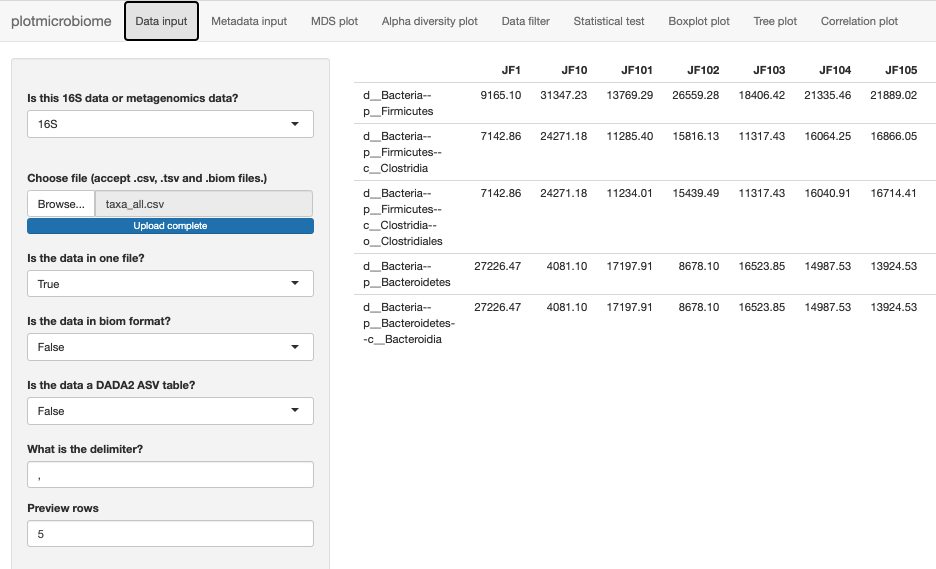 plotmicrobiome Data input Metadata input MDS plot Alpha diversity plot Data filter Statistical test Boxplot plot Tree plot Correlation plot
Is this 16S data or metagenomics data?
16S
Choose file (accept .csv, .tsv and .biom files.)
Browse... taxa_all.csv
Upload complete
Is the data in one file?
True
Is the data in biom format?
False
Is the data a DADA2 ASV table?
False
What is the delimiter?
,
Preview rows
5
JF1 JF10 JF101 JF102 JF103 JF104 JF105
d__Bacteria-- 9165.10 31347.23 13769.29 26559.28 18406.42 21335.46 21889.02
p__Firmicutes
d__Bacteria-- 7142.86 24271.18 11285.40 15816.13 11317.43 16064.25 16866.05
p__Firmicutes--
c__Clostridia
d__Bacteria-- 7142.86 24271.18 11234.01 15439.49 11317.43 16040.91 16714.41
p__Firmicutes--
c__Clostridia--
o__Clostridiales
d__Bacteria-- 27226.47 4081.10 17197.91 8678.10 16523.85 14987.53 13924.53
p__Bacteroidetes
d__Bacteria-- 27226.47 4081.10 17197.91 8678.10 16523.85 14987.53 13924.53
p__Bacteroidetes-
-c__Bacteroidia